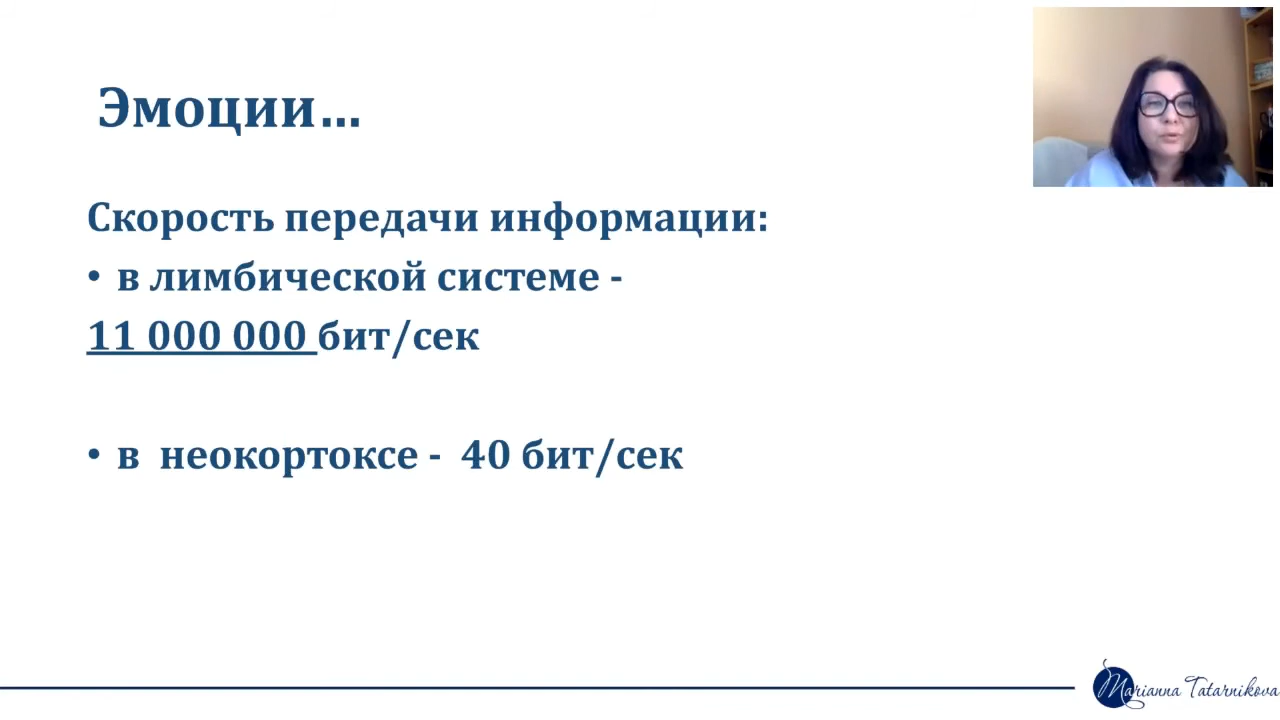 Эмоции...
Скорость передачи информации:
• в лимбической системе -
11 000 000 бит/сек
• в неокортоксе - 40 бит/сек
Marianna Tatarnikova